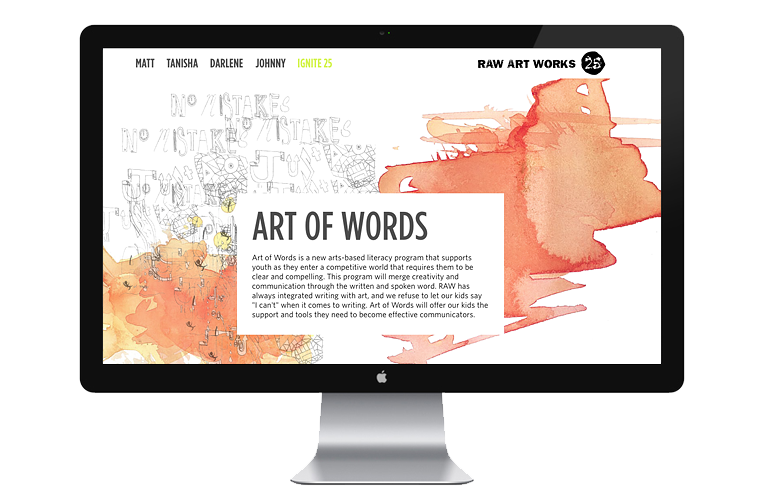 MATT TANISHA DARLENE JOHNNY IGNITE 25 RAW ART WORKS 25
NO MISTAKES
NO MISTAKES NO MISTAKES
JUST
ART OF WORDS
Art of Words is a new arts-based literacy program that supports
youth as they enter a competitive world that requires them to be
clear and compelling. This program will merge creativity and
communication through the written and spoken word. RAW has
always integrated writing with art, and we refuse to let our kids say
"I can't" when it comes to writing. Art of Words will offer our kids the
support and tools they need to become effective communicators.